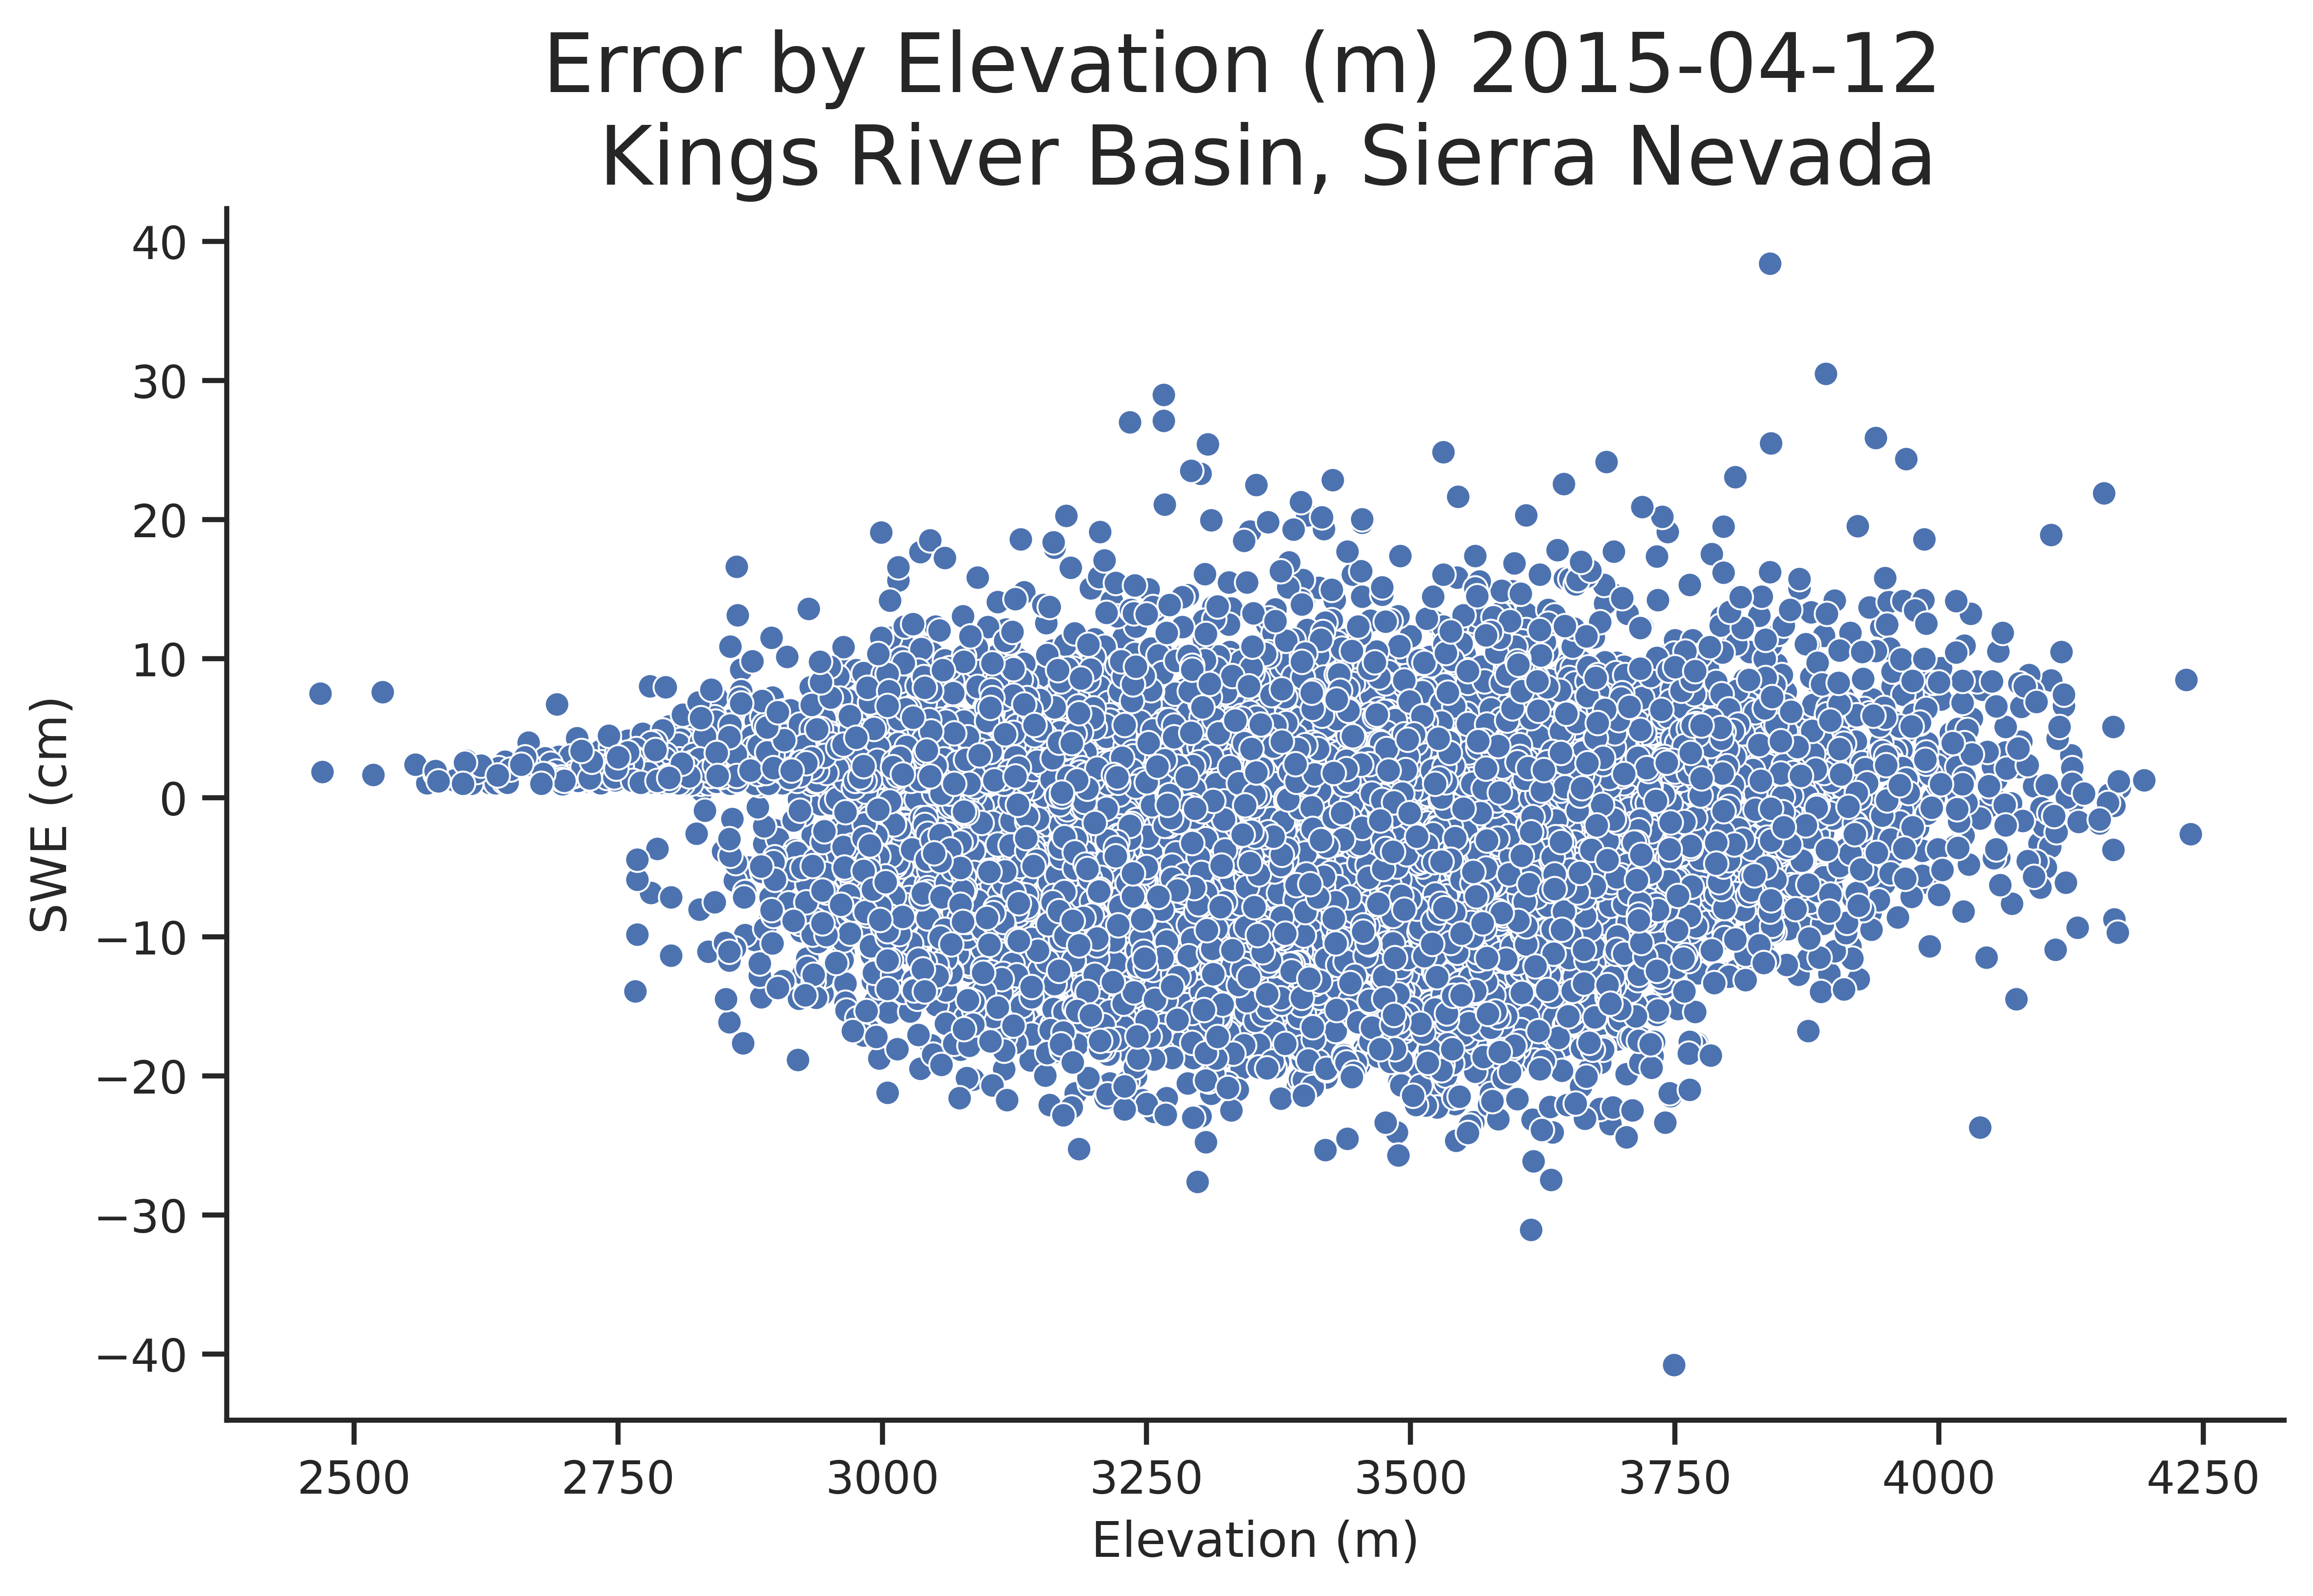 Error by Elevation (m) 2015-04-12
Kings River Basin, Sierra Nevada
SWE (cm)
40
30
20
10
0
−10
−20
−30
−40
2500 2750 3000 3250 3500 3750 4000 4250
Elevation (m)